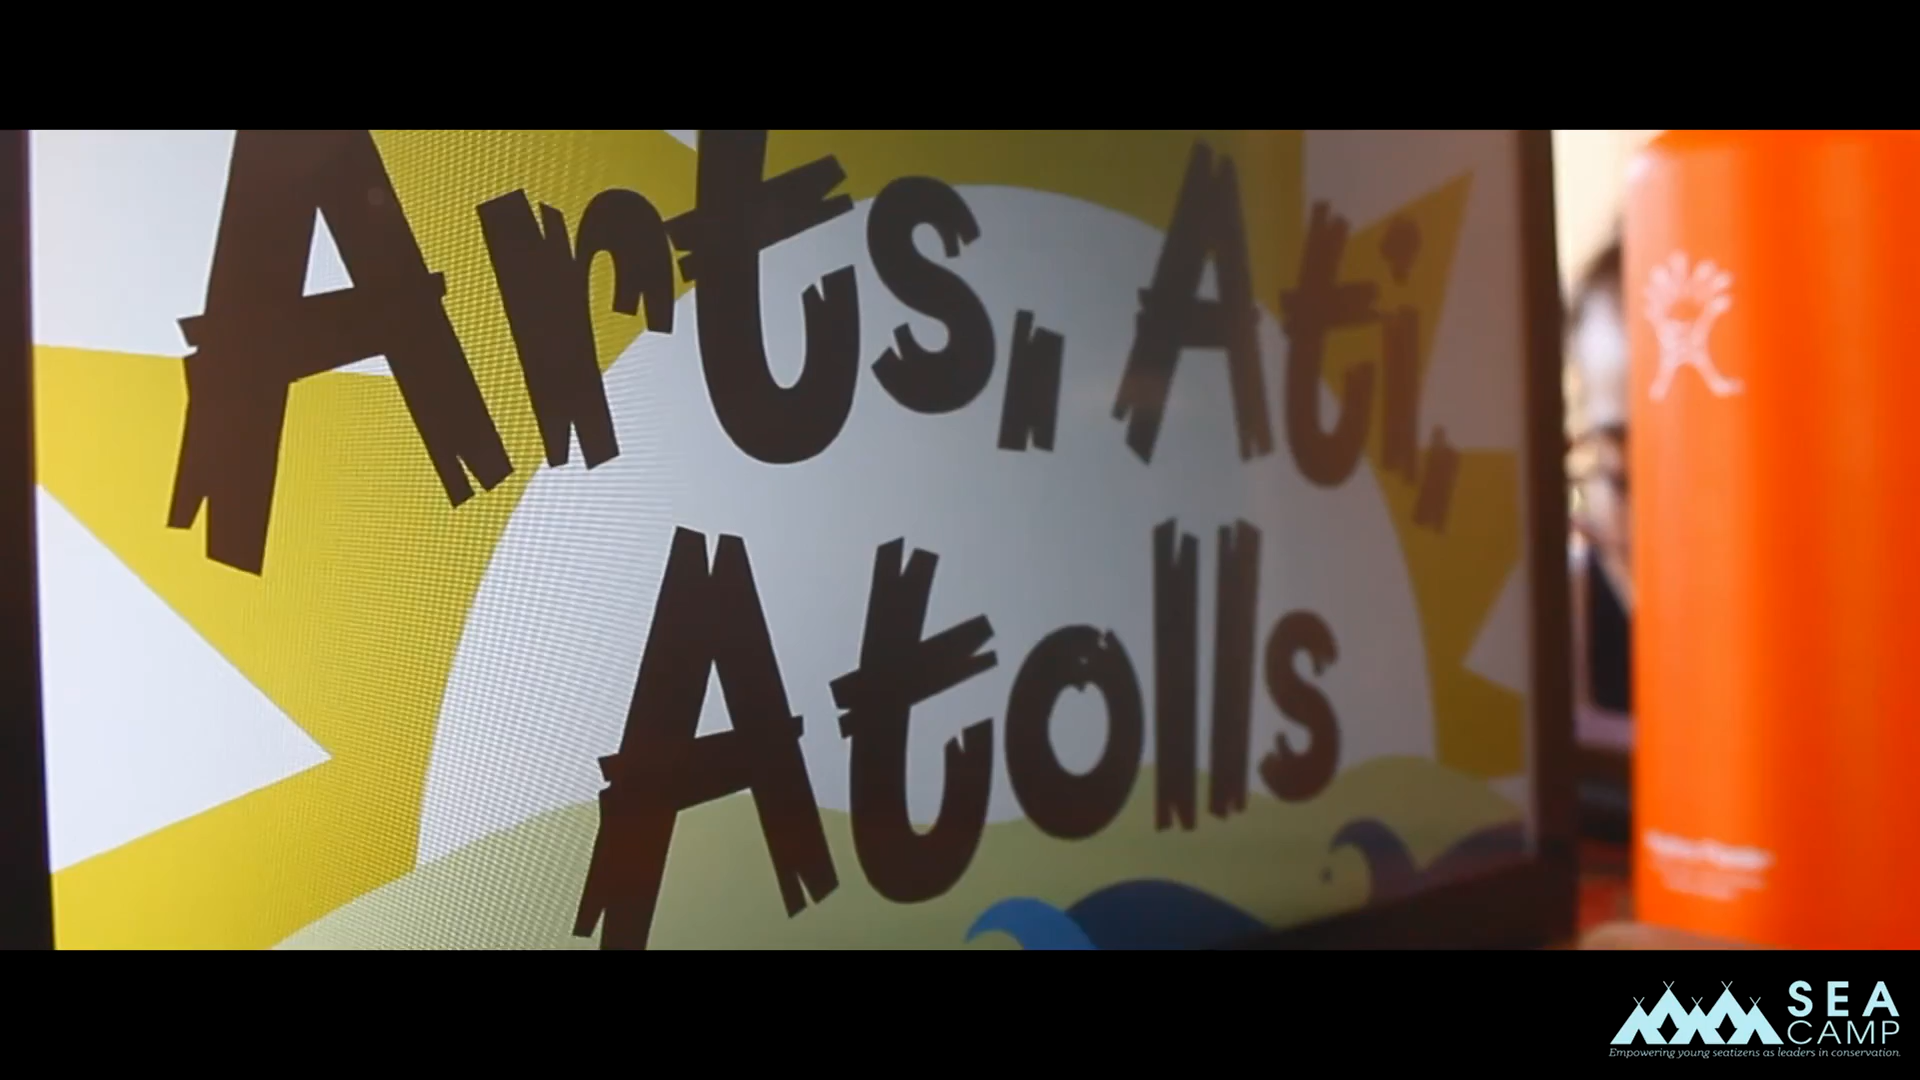 Arts, Ati,
Atolls
SEA
CAMP
Empowering young seatizens as leaders in conservation.